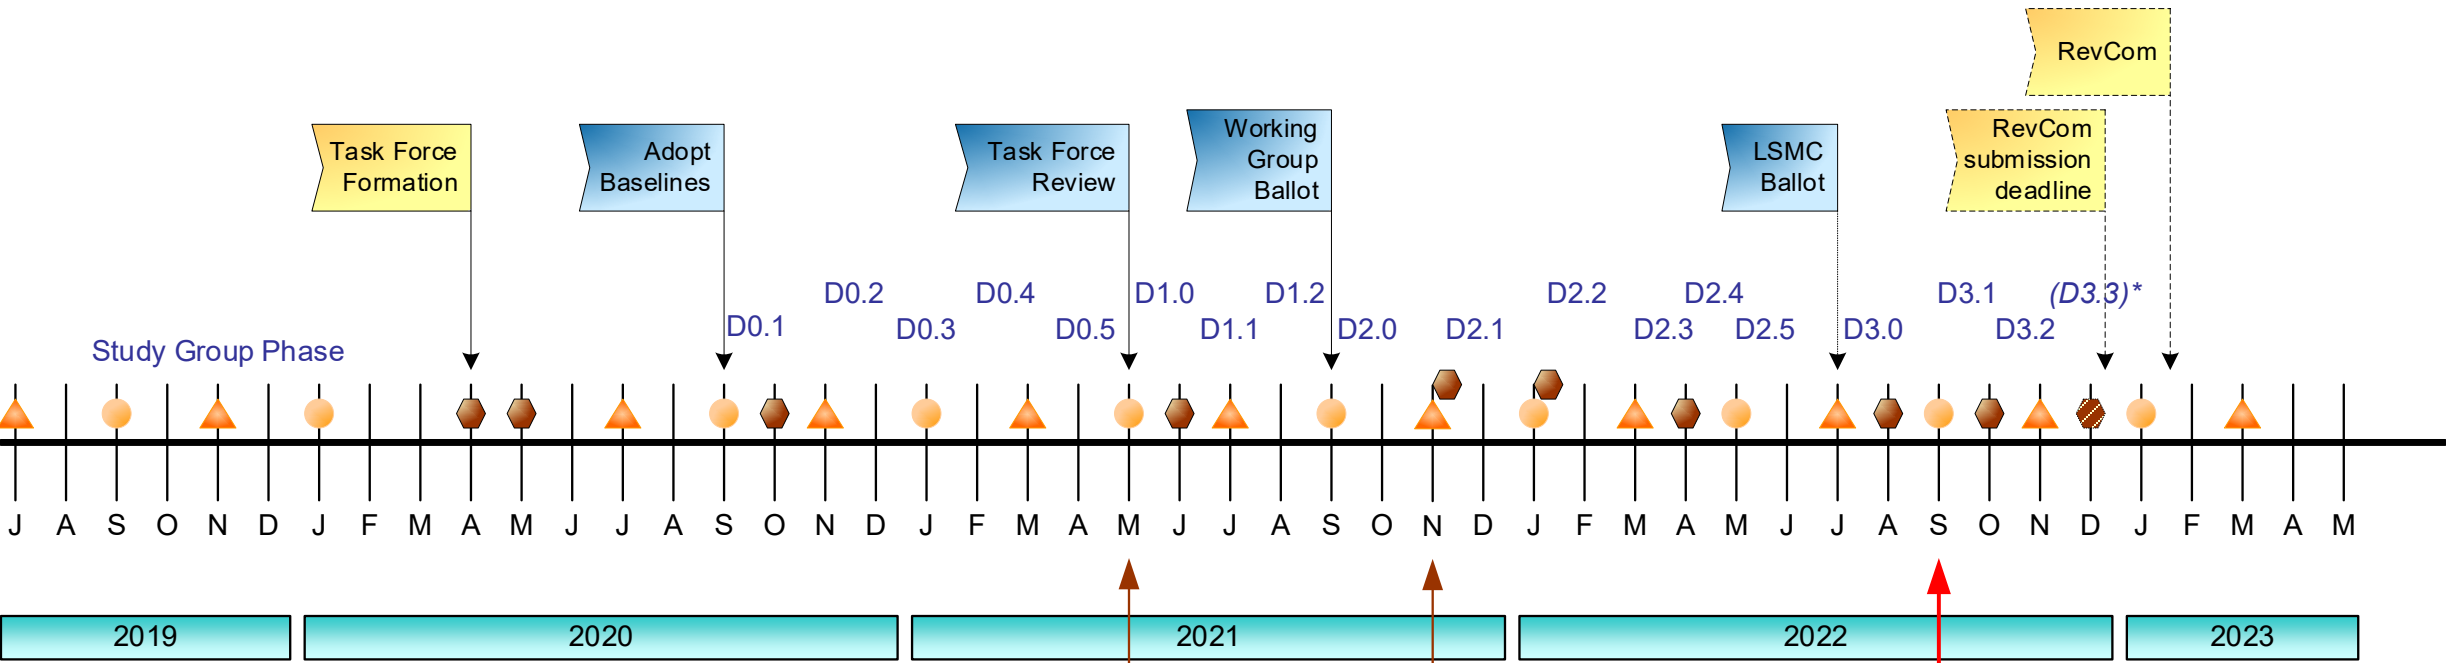 RevCom
Task Force
Formation
Adopt
Baselines
Task Force
Review
Working
Group
Ballot
LSMC
Ballot
RevCom
submission
deadline
D0.2
D0.4
D1.0
D1.2
D2.2
D2.4
D3.1
(D3.3)*
D0.1
D0.3
D0.5
D1.1
D2.0
D2.1
D2.3
D2.5
D3.0
D3.2
Study Group Phase
J A S O N D J F M A M J J A S O N D J F M A M J J A S O N D J F M A M J J A S O N D J F M A M
2019 2020 2021 2022 2023